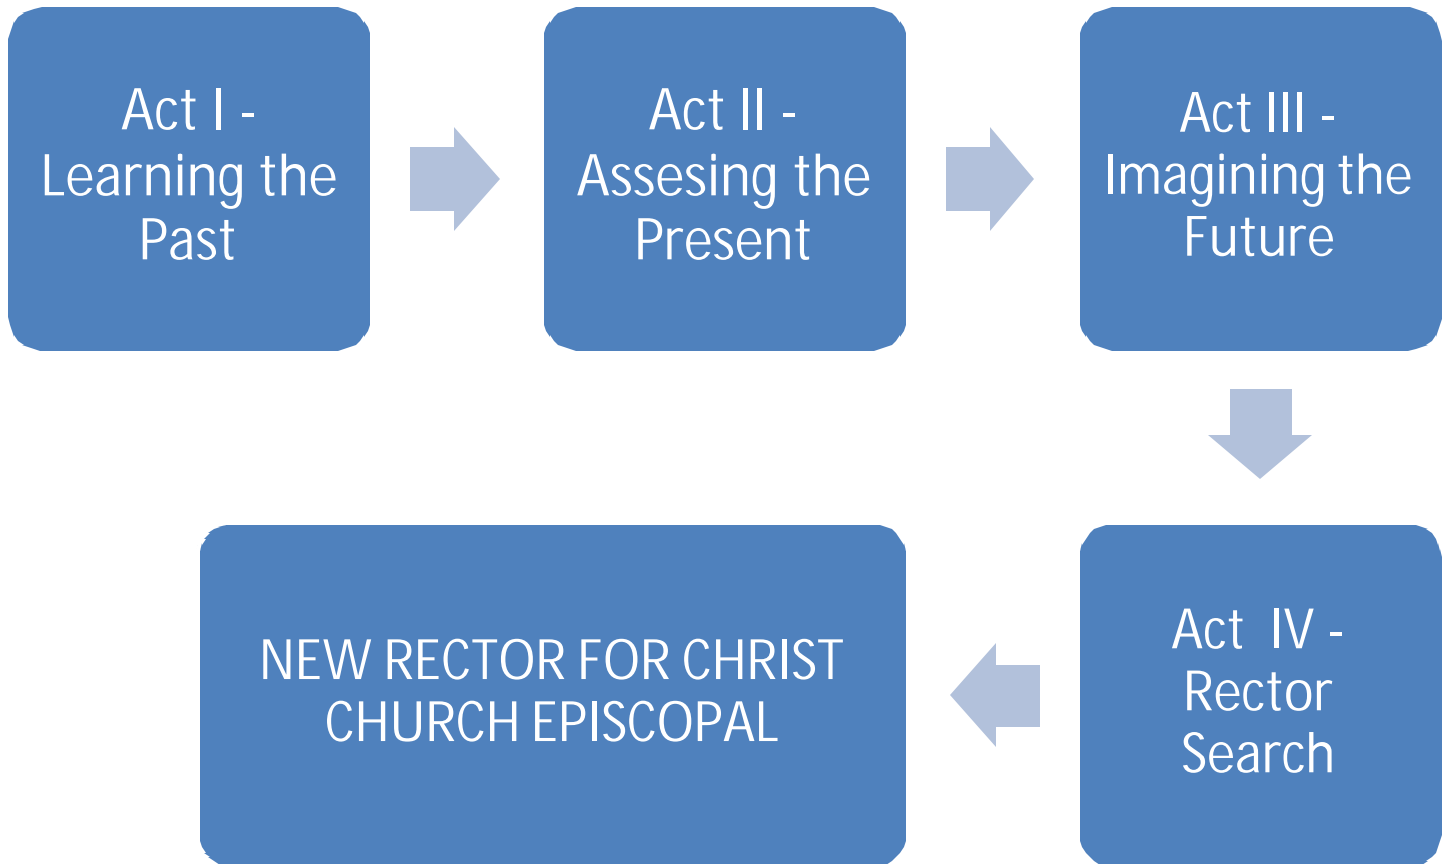 Act I -
Learning the
Past
Act II -
Assesing the
Present
Act III -
Imagining the
Future
Act IV -
Rector
Search
NEW RECTOR FOR CHRIST
CHURCH EPISCOPAL